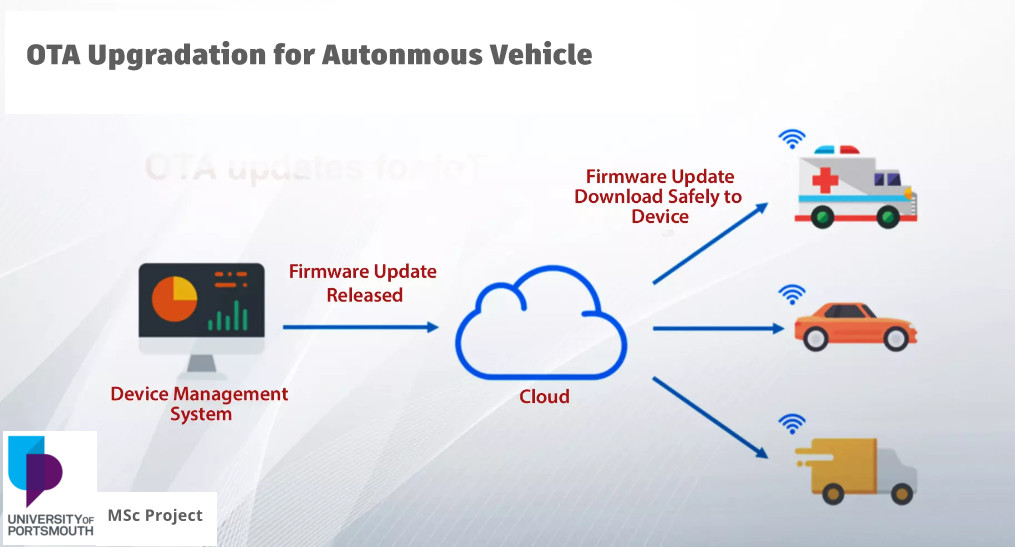 OTA Upgradation for Autonmous Vehicle
OTA updates for IoT
Firmware Update
Download Safely to
Device
Firmware Update
Released
Device Management
System
Cloud
UNIVERSITY OF
PORTSMOUTH
MSc Project